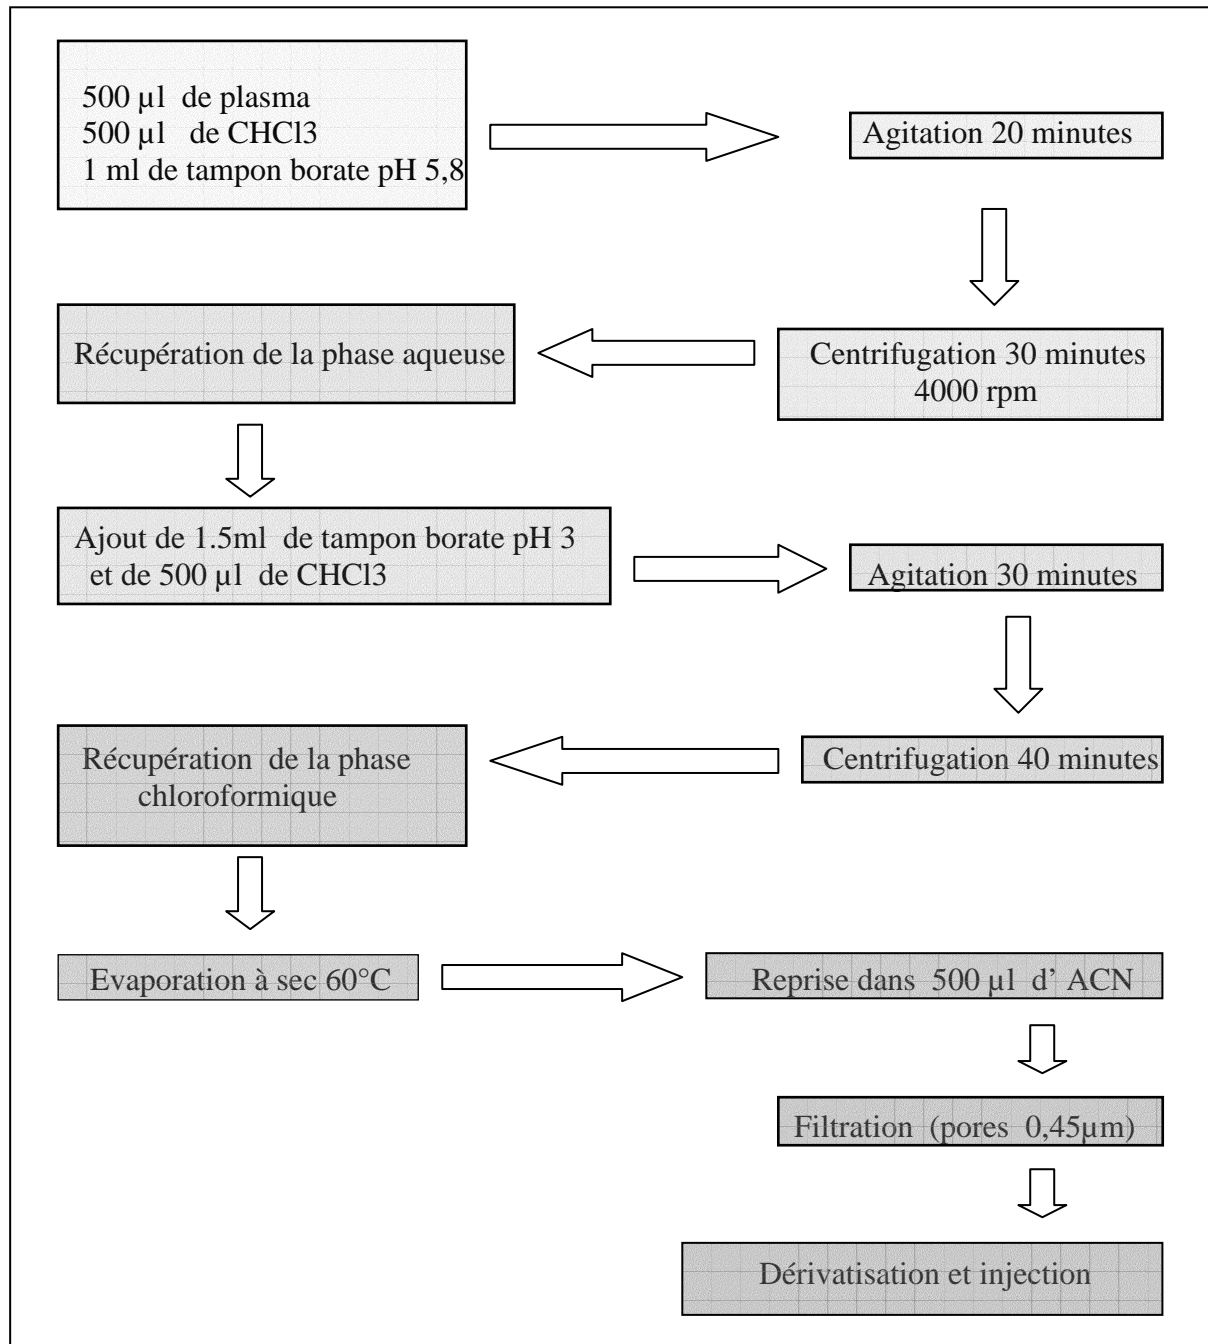 500 µl de plasma
500 µl de CHCl3
1 ml de tampon borate pH 5,8
Agitation 20 minutes
Centrifugation 30 minutes
4000 rpm
Récupération de la phase aqueuse
Ajout de 1.5ml de tampon borate pH 3
et de 500 µl de CHCl3
Agitation 30 minutes
Centrifugation 40 minutes
Récupération de la phase
chloroformique
Evaporation à sec 60°C
Reprise dans 500 µl d’ ACN
Filtration (pores 0,45µm)
Dérivatisation et injection